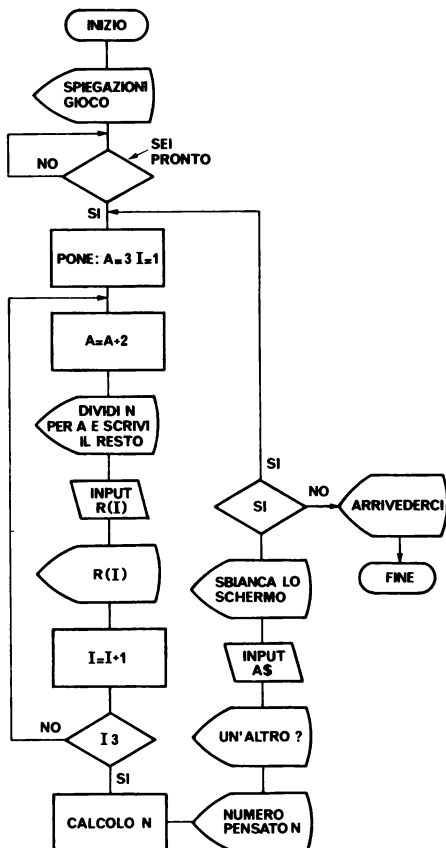 INIZIO
SPIEGAZIONI
GIOCO
SEI
PRONTO
NO
SI
PONE: A=3 I=1
A=A+2
DIVIDI N
PER A E SCRIVI
IL RESTO
INPUT
R(I)
R(I)
I=I+1
NO
I 3
SI
CALCOLO N
NUMERO
PENSATO N
UN'ALTRO ?
INPUT
A$
SBIANCA LO
SCHERMO
SI
SI
NO
ARRIVEDERCI
FINE